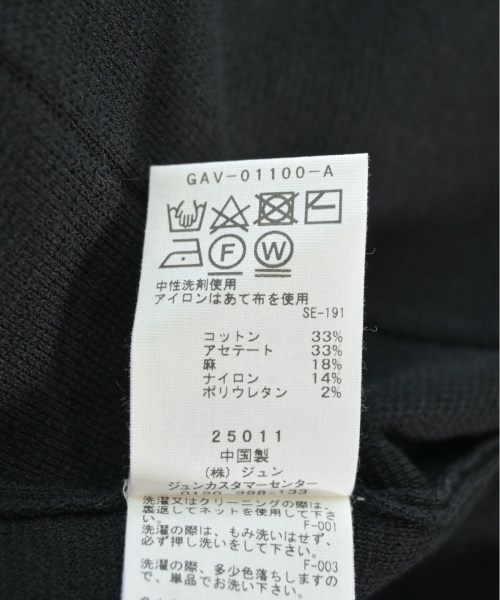 GAV-01100-A
F W
中性洗剤使用
アイロンはあて布を使用
SE-191
コットン 33%
アセテート 33%
麻 18%
ナイロン 14%
ポリウレタン 2%
25011
中国製
(株) ジュン
ジュンカスタマーセンター
0120-298-133
洗濯又はクリーニングの際は、
裏返してネットを使用して下さ
い。 F-001
洗濯の際は、もみ洗いはせず、
必ず押し洗いをして下さい。
F-003
洗濯の際、多少色落ちしますの
で、単品でお洗い下さい。